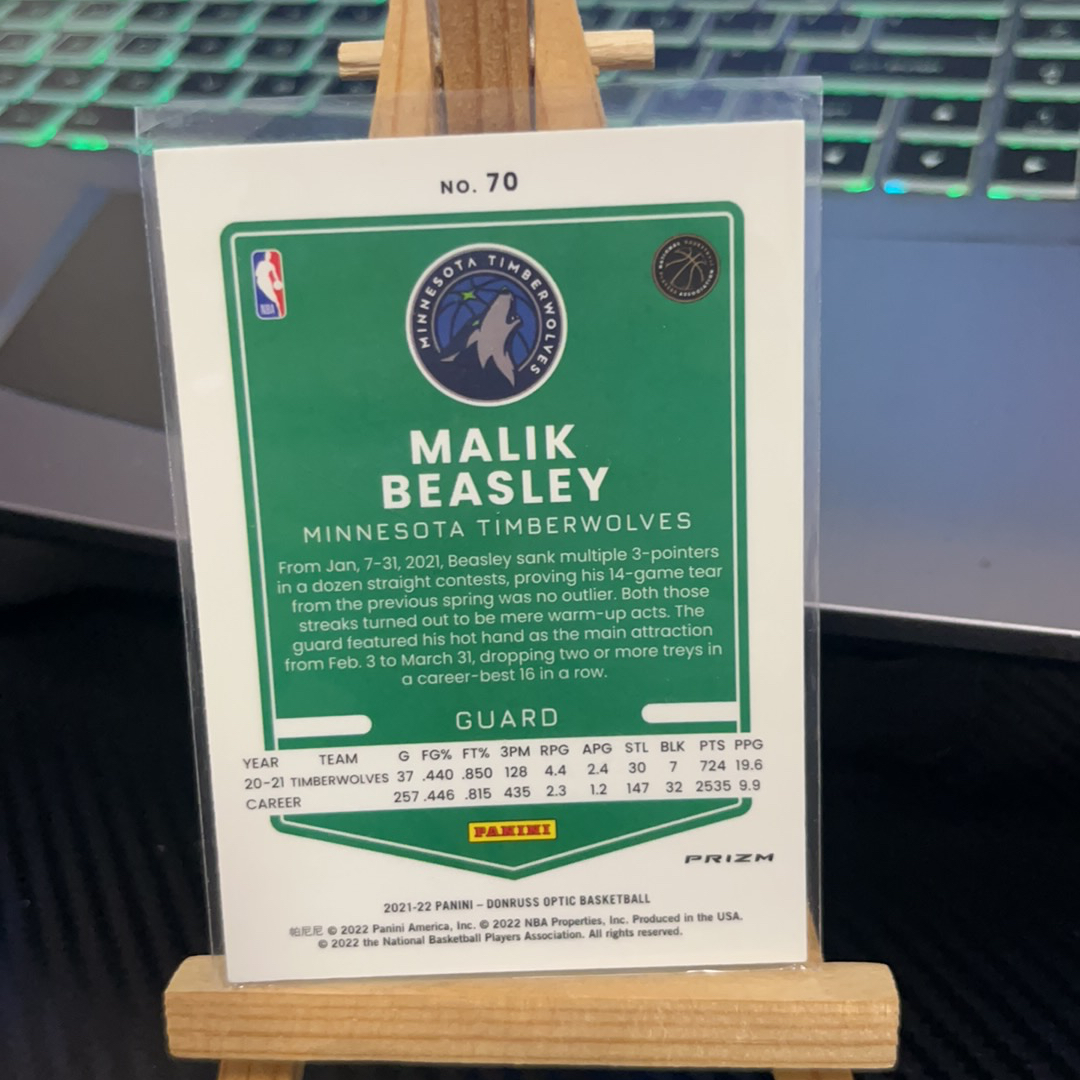 NO. 70
NBA
MINNESOTA TIMBERWOLVES
MALIK
BEASLEY
MINNESOTA TIMBERWOLVES
From Jan, 7-31, 2021, Beasley sank multiple 3-pointers
in a dozen straight contests, proving his 14-game tear
from the previous spring was no outlier. Both those
streaks turned out to be mere warm-up acts. The
guard featured his hot hand as the main attraction
from Feb. 3 to March 31, dropping two or more treys in
a career-best 16 in a row.
GUARD
YEAR TEAM G FG% FT% 3PM RPG APG STL BLK PTS PPG
20-21 TIMBERWOLVES 37 .440 .850 128 4.4 2.4 30 7 724 19.6
CAREER 257 .446 .815 435 2.3 1.2 147 32 2535 9.9
PANINI
PRIZM
2021-22 PANINI – DONRUSS OPTIC BASKETBALL
帕尼尼 © 2022 Panini America, Inc. © 2022 NBA Properties, Inc. Produced in the USA.
© 2022 the National Basketball Players Association. All rights reserved.